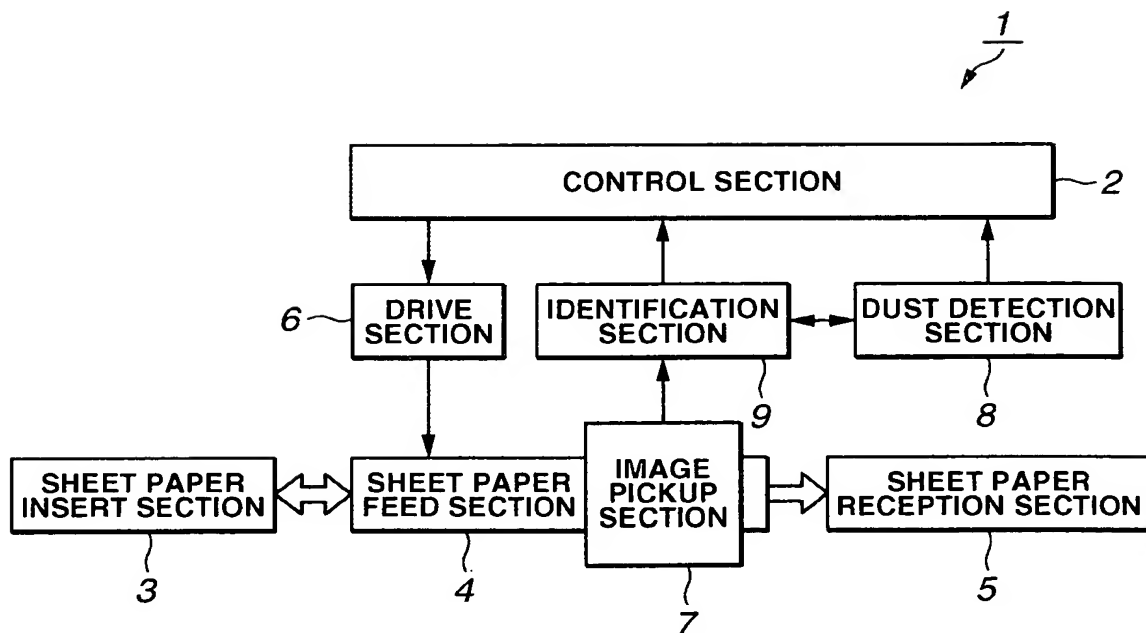 1
CONTROL SECTION
2
6
DRIVE
SECTION
IDENTIFICATION
SECTION
9
DUST DETECTION
SECTION
8
SHEET PAPER
INSERT SECTION
3
SHEET PAPER
FEED SECTION
4
IMAGE
PICKUP
SECTION
7
SHEET PAPER
RECEPTION SECTION
5